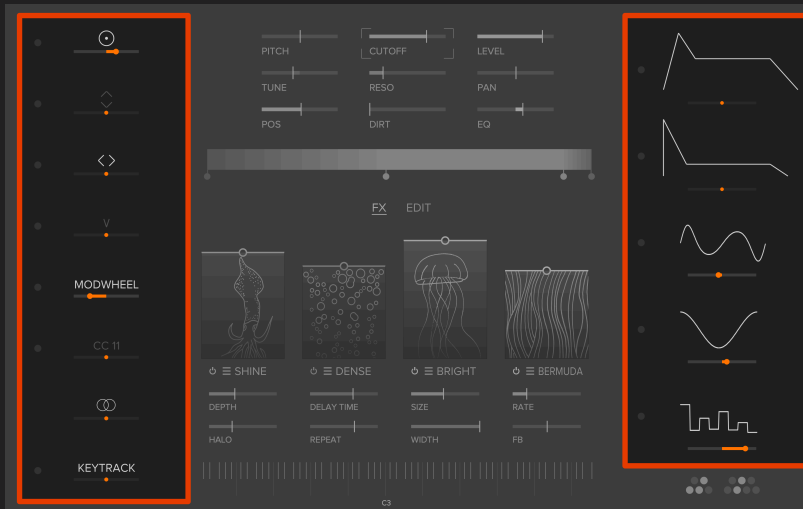 PITCH CUTOFF LEVEL
TUNE RESO PAN
POS DIRT EQ
V
FX EDIT
MODWHEEL
CC 11
SHINE DENSE BRIGHT BERMUDA
DEPTH DELAY TIME SIZE RATE
HALO REPEAT WIDTH FB
KEYTRACK
C3